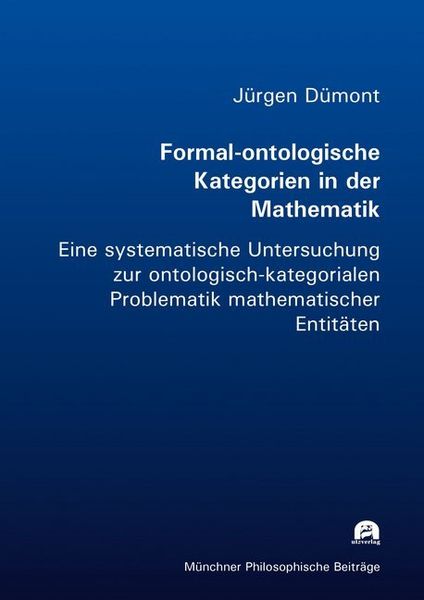 Jürgen Dümont
Formal-ontologische
Kategorien in der
Mathematik
Eine systematische Untersuchung
zur ontologisch-kategorialen
Problematik mathematischer
Entitäten
utzverlag
Münchner Philosophische Beiträge